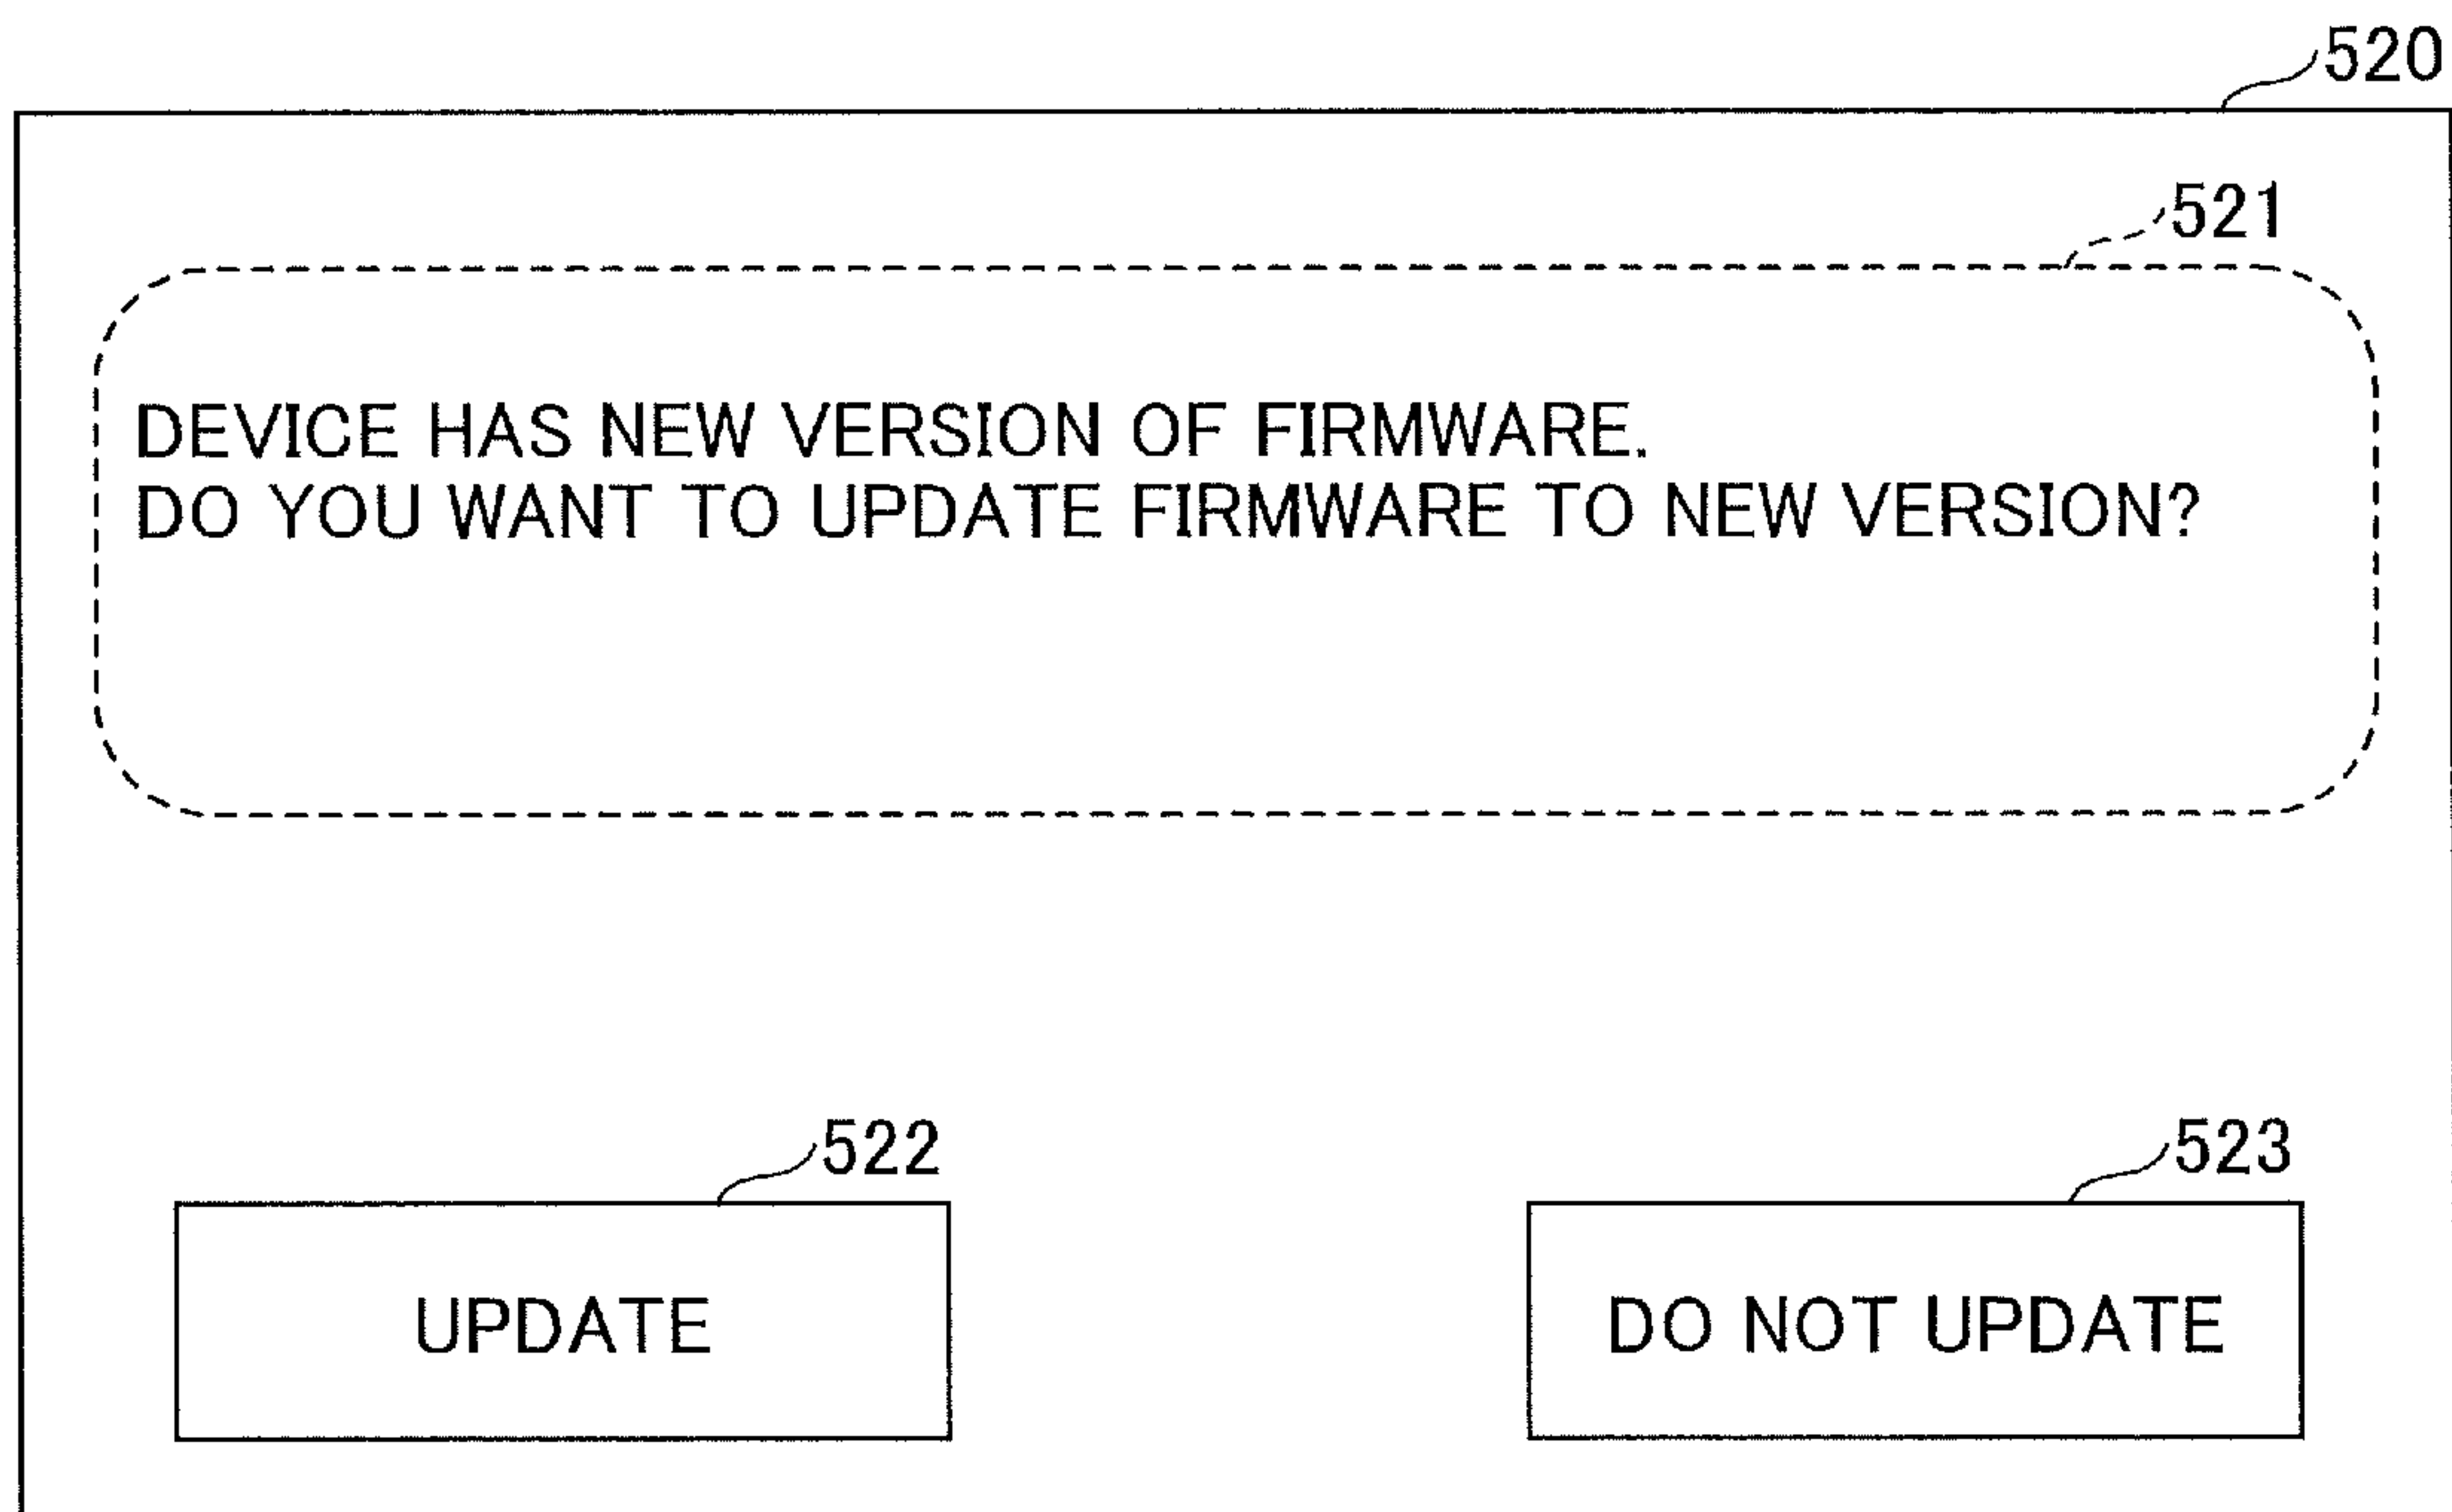 520
521
DEVICE HAS NEW VERSION OF FIRMWARE.
DO YOU WANT TO UPDATE FIRMWARE TO NEW VERSION?
522
523
UPDATE
DO NOT UPDATE